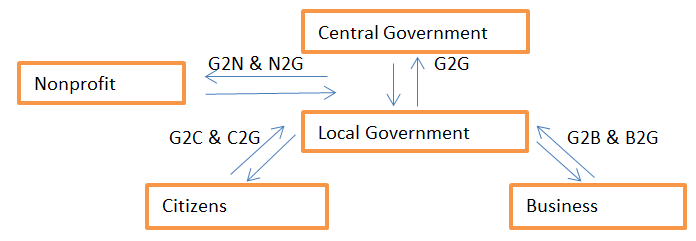 Central Government
G2N & N2G
G2G
Nonprofit
Local Government
G2C & C2G
G2B & B2G
Citizens
Business